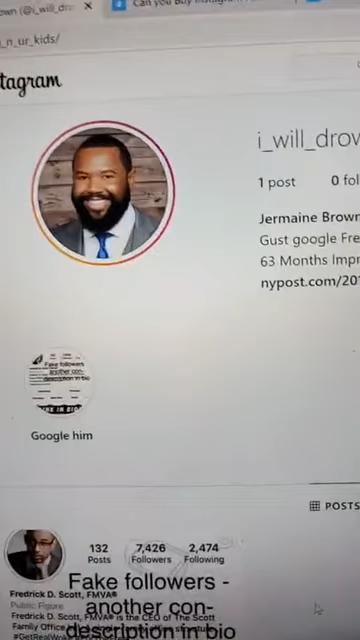 own (@i_will_dro
Can you Buy Instagram
_n_ur_kids/
tagram
i_will_drow
1 post 0 fol
Jermaine Brown
Gust google Fre
63 Months Impr
nypost.com/201
Fake followers
another con-
description in bio
Google him
POSTS
132 7,426 2,474
Posts Followers Following
Fredrick D. Scott, FMVA®
Public Figure
Fredrick D. Scott, FMVA® is the CEO of The Scott
Family Office
#GetRealWo
Fake followers -
another con-
description in bio